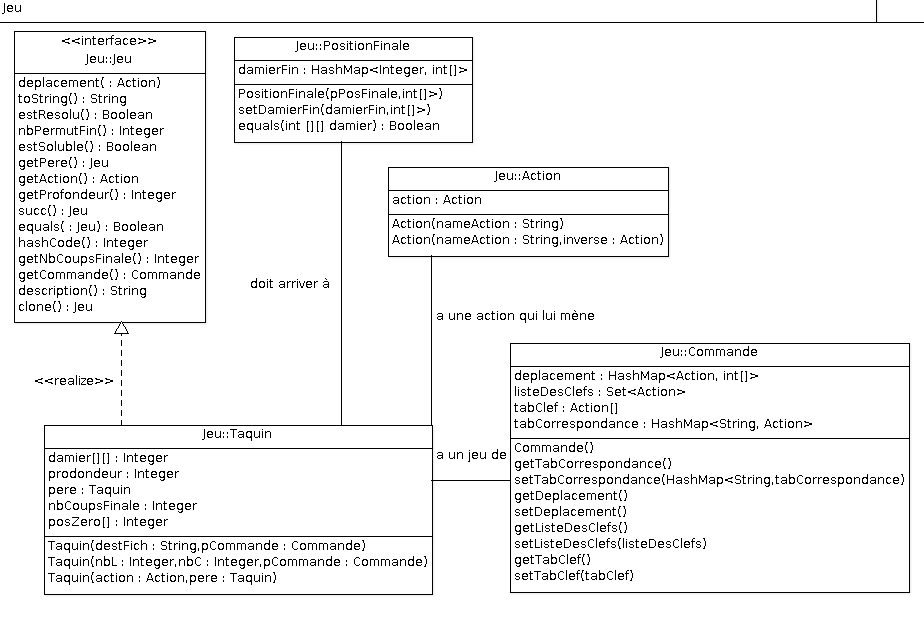 Jeu
<<interface>>
Jeu::Jeu
deplacement( : Action)
toString() : String
estResolu() : Boolean
nbPermutFin() : Integer
estSoluble() : Boolean
getPere() : Jeu
getAction() : Action
getProfondeur() : Integer
succ() : Jeu
equals( : Jeu) : Boolean
hashCode() : Integer
getNbCoupsFinale() : Integer
getCommande() : Commande
description() : String
clone() : Jeu
Jeu::PositionFinale
damierFin : HashMap<Integer, int[]>
PositionFinale(pPosFinale,int[]>)
setDamierFin(damierFin,int[]>)
equals(int [][] damier) : Boolean
Jeu::Action
action : Action
Action(nameAction : String)
Action(nameAction : String,inverse : Action)
doit arriver à
a une action qui lui mène
<<realize>>
Jeu::Commande
deplacement : HashMap<Action, int[]>
listeDesClefs : Set<Action>
tabClef : Action[]
tabCorrespondance : HashMap<String, Action>
Commande()
getTabCorrespondance()
setTabCorrespondance(HashMap<String,tabCorrespondance)
getDeplacement()
setDeplacement()
getListeDesClefs()
setListeDesClefs(listeDesClefs)
getTabClef()
setTabClef(tabClef)
a un jeu de
Jeu::Taquin
damier[][] : Integer
prodondeur : Integer
pere : Taquin
nbCoupsFinale : Integer
posZero[] : Integer
Taquin(destFich : String,pCommande : Commande)
Taquin(nbL : Integer,nbC : Integer,pCommande : Commande)
Taquin(action : Action,pere : Taquin)